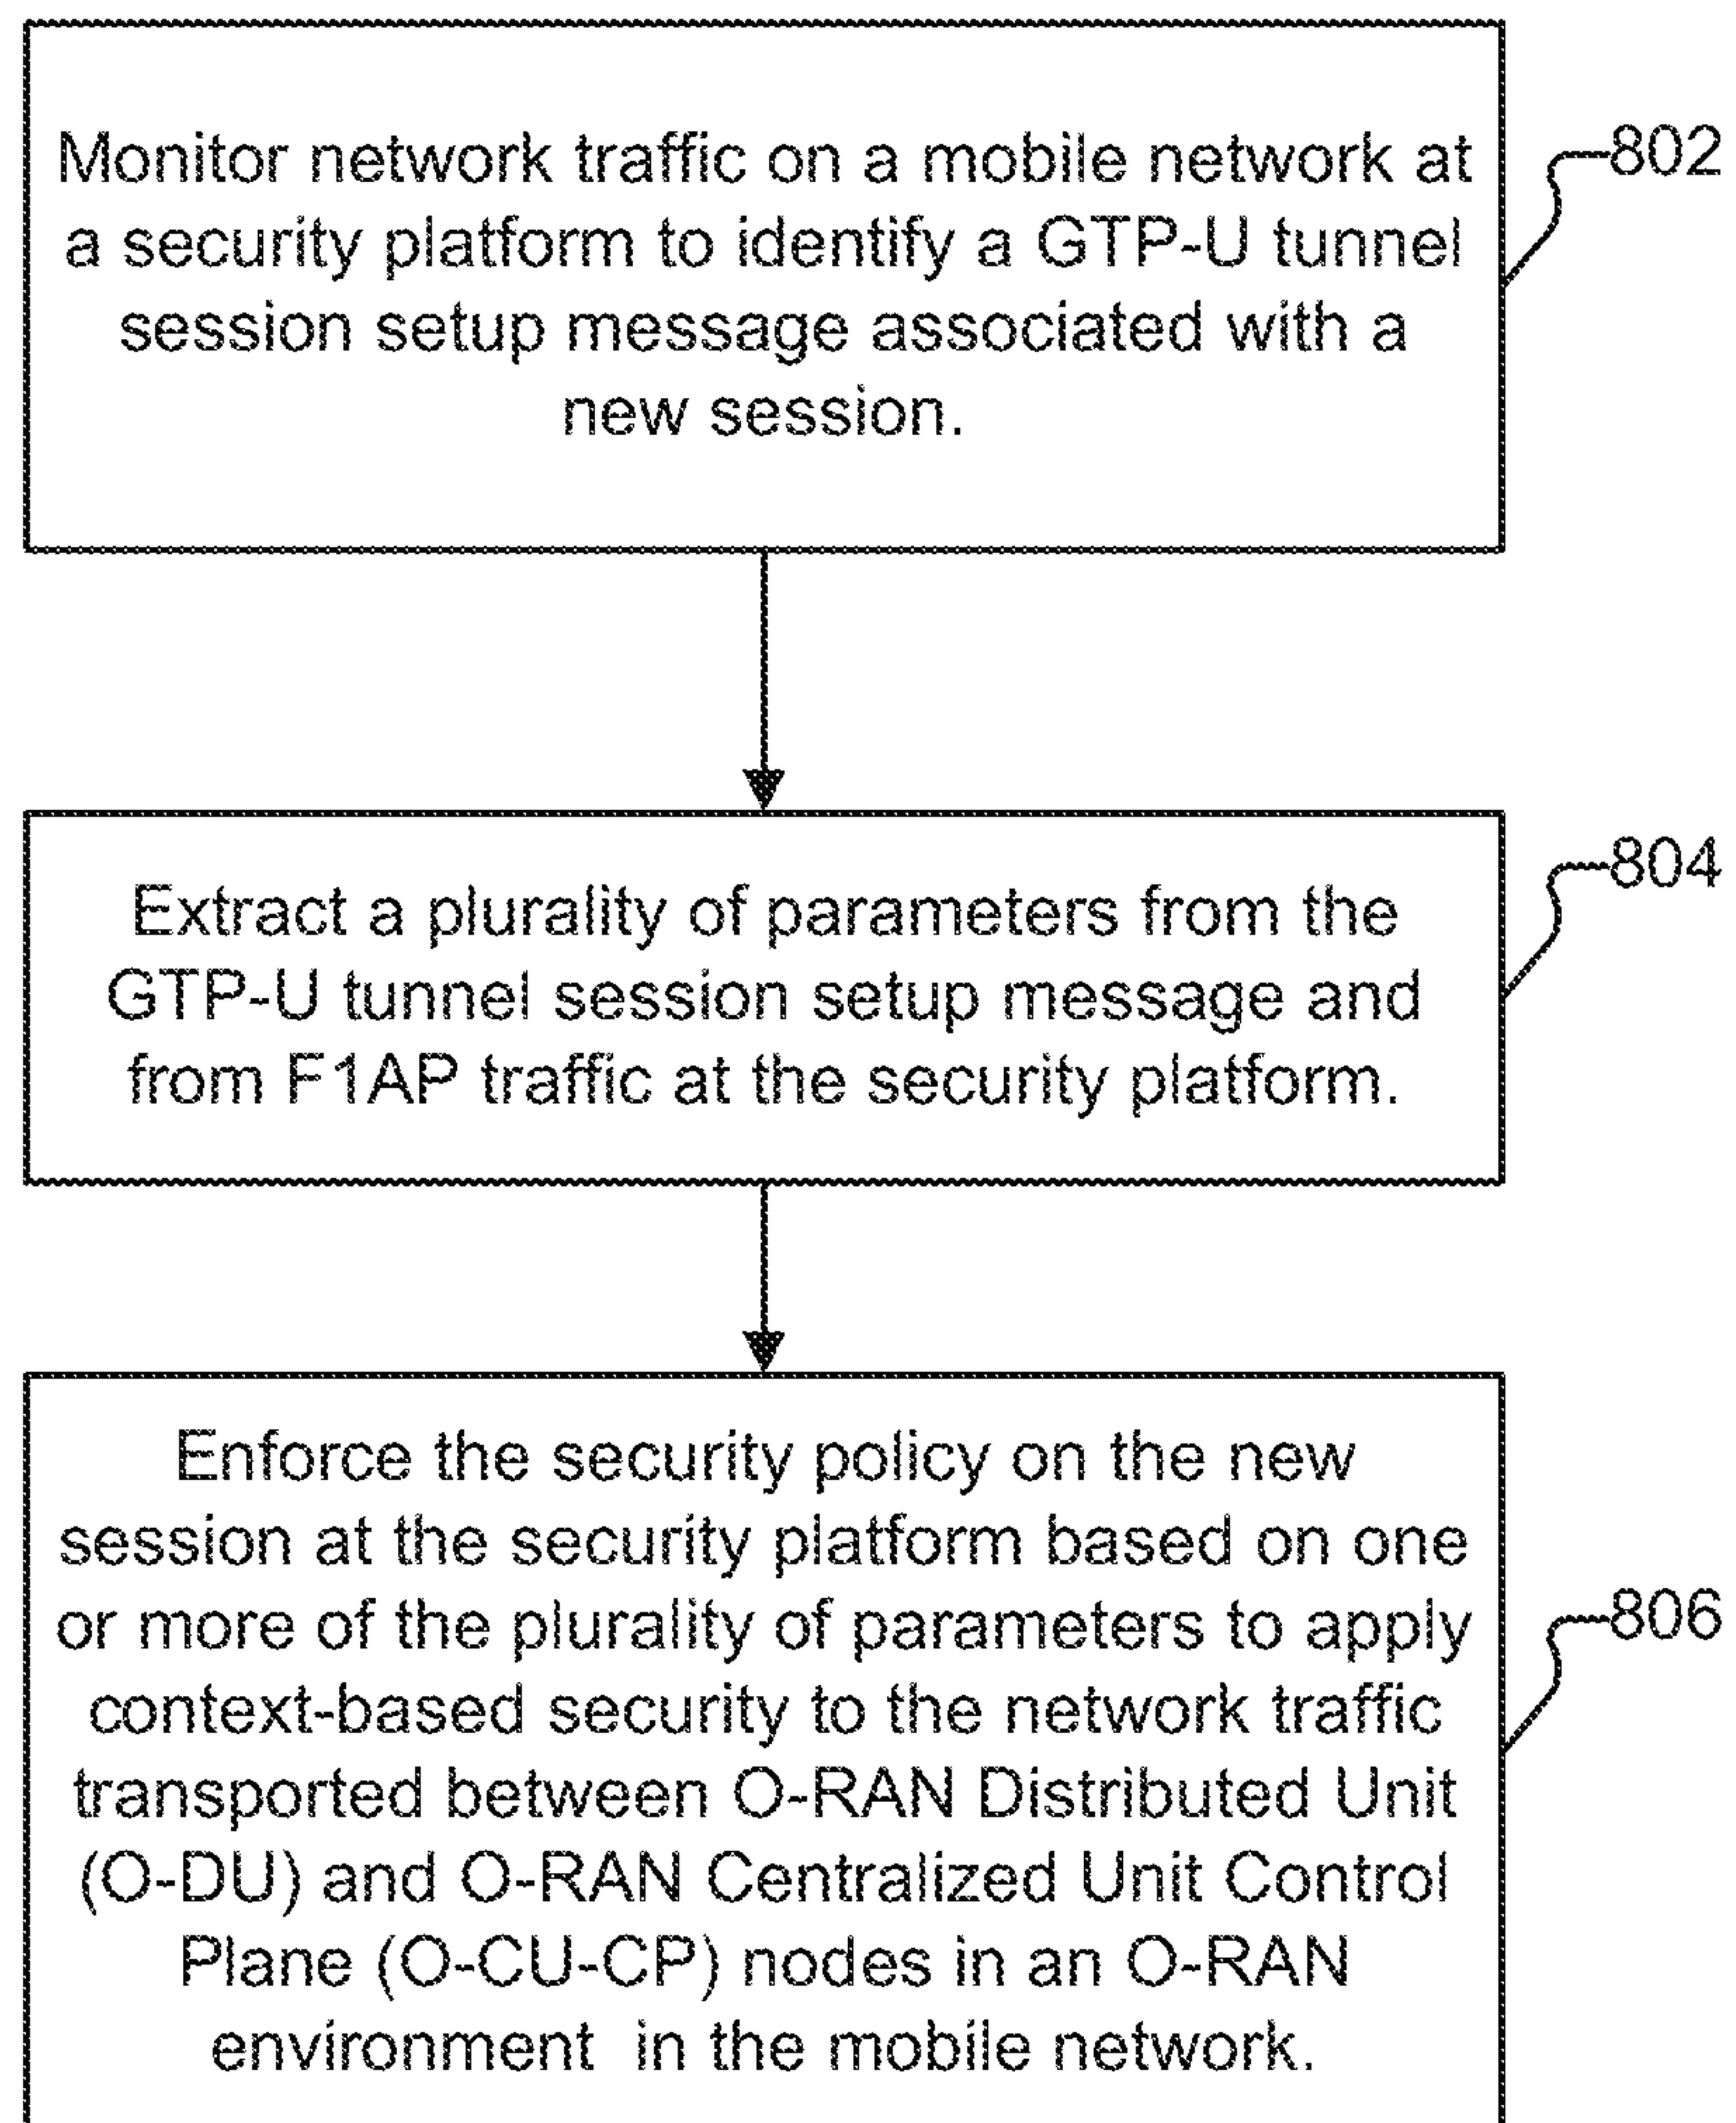 Monitor network traffic on a mobile network at
a security platform to identify a GTP-U tunnel
session setup message associated with a
new session.
802
Extract a plurality of parameters from the
GTP-U tunnel session setup message and
from F1AP traffic at the security platform.
804
Enforce the security policy on the new
session at the security platform based on one
or more of the plurality of parameters to apply
context-based security to the network traffic
transported between O-RAN Distributed Unit
(O-DU) and O-RAN Centralized Unit Control
Plane (O-CU-CP) nodes in an O-RAN
environment in the mobile network.
806